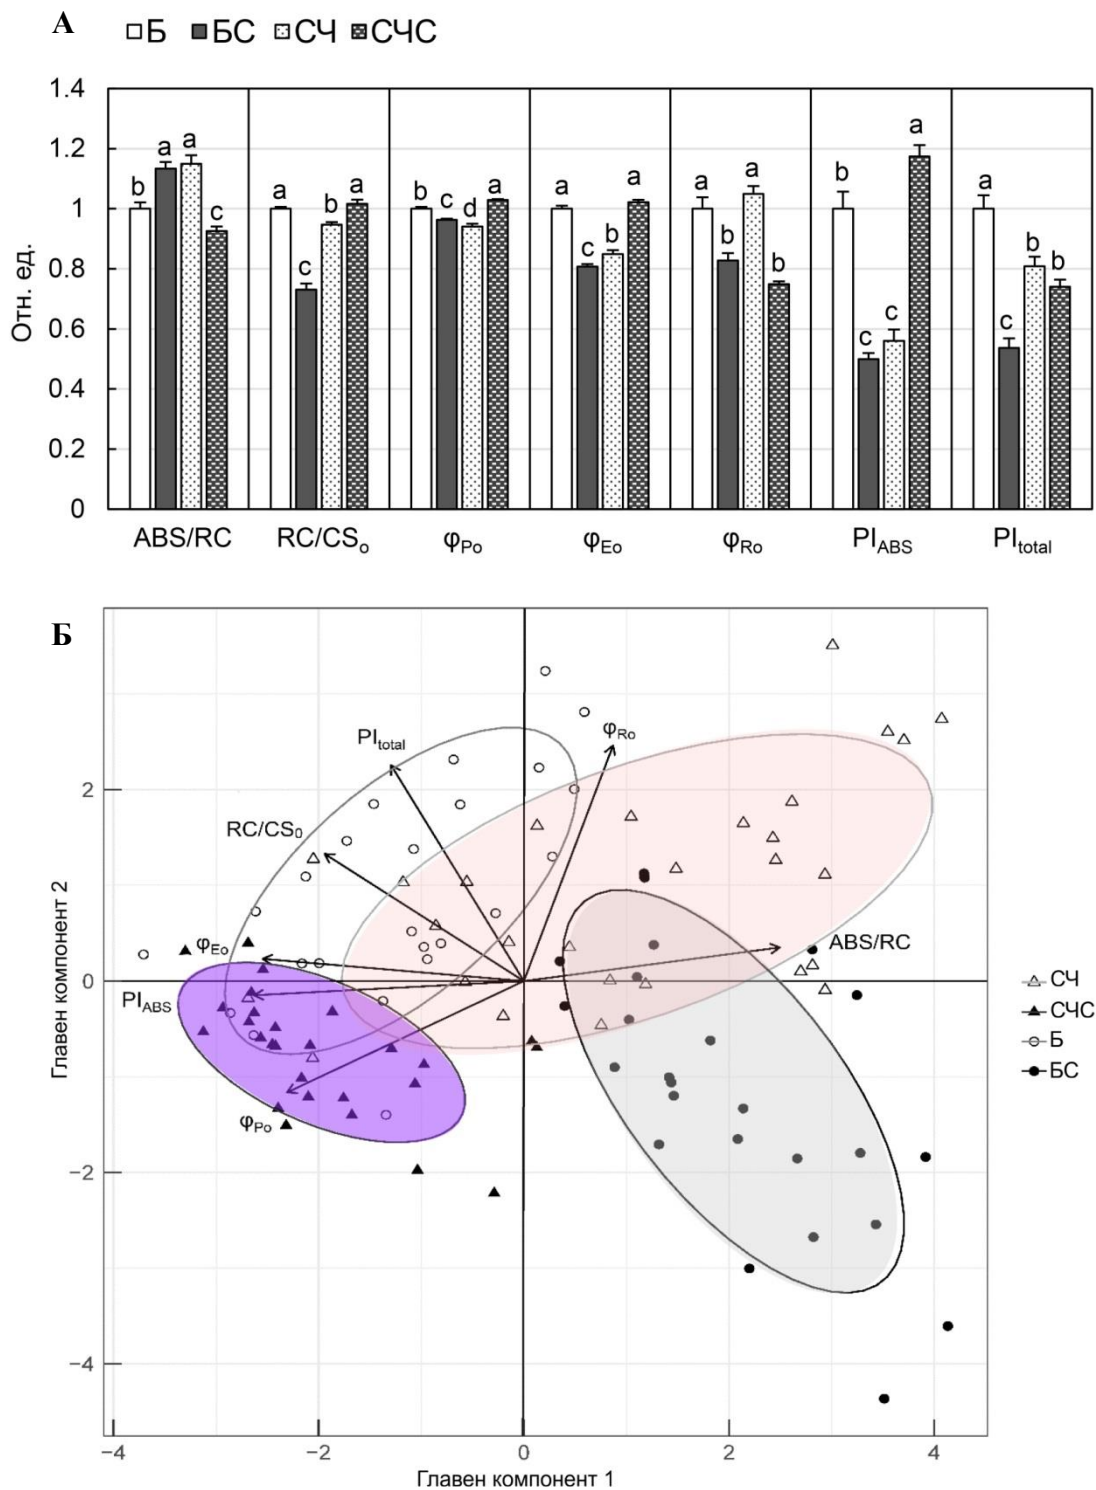 А
Б БС СЧ СЧС
1.4
1.2
1
0.8
0.6
0.4
0.2
0
Отн. ед.
b a a c
a c b a
b c d a
a c b a
a b a b
b c c a
a c b b
ABS/RC RC/CSo φPo φEo φRo PIABS PItotal
Б
φRo
PItotal
RC/CS0
φEo
ABS/RC
PIABS
φPo
2
0
−2
−4
Главен компонент 2
−4 −2 0 2 4
Главен компонент 1
СЧ
СЧС
Б
БС